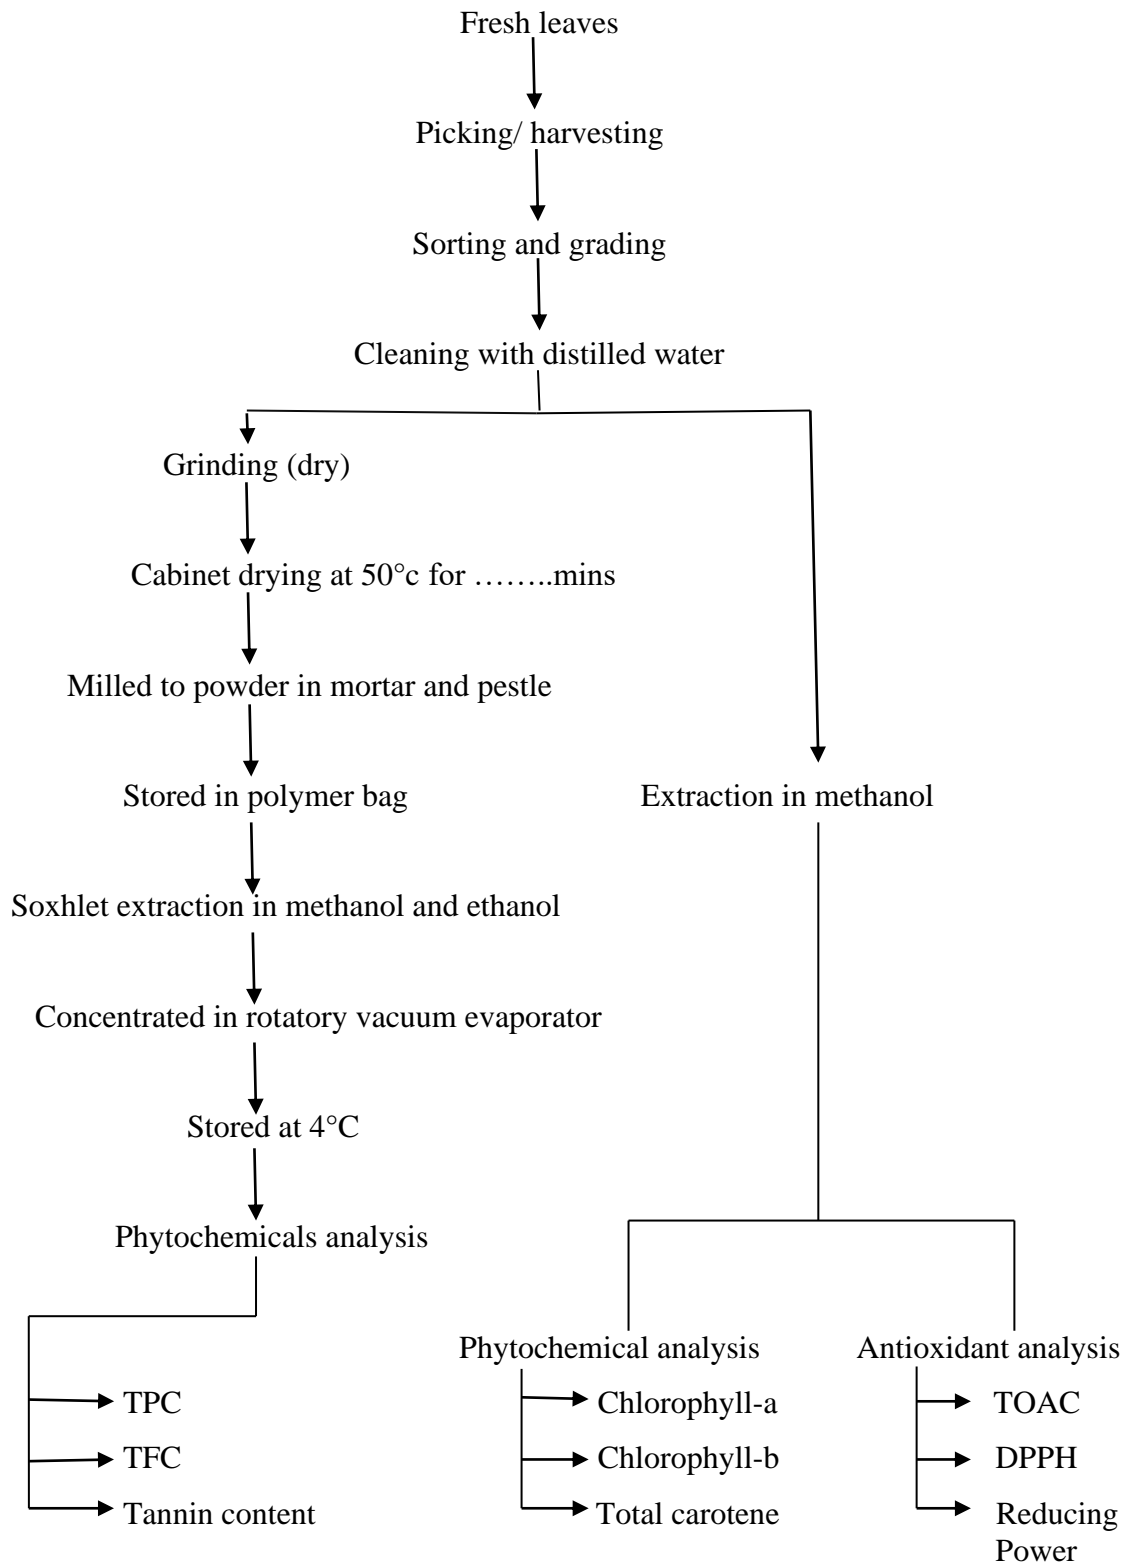 Fresh leaves
Picking/ harvesting
Sorting and grading
Cleaning with distilled water
Grinding (dry)
Cabinet drying at 50°c for ……..mins
Milled to powder in mortar and pestle
Stored in polymer bag
Extraction in methanol
Soxhlet extraction in methanol and ethanol
Concentrated in rotatory vacuum evaporator
Stored at 4°C
Phytochemicals analysis
TPC
TFC
Tannin content
Phytochemical analysis
Chlorophyll-a
Chlorophyll-b
Total carotene
Antioxidant analysis
TOAC
DPPH
Reducing
Power